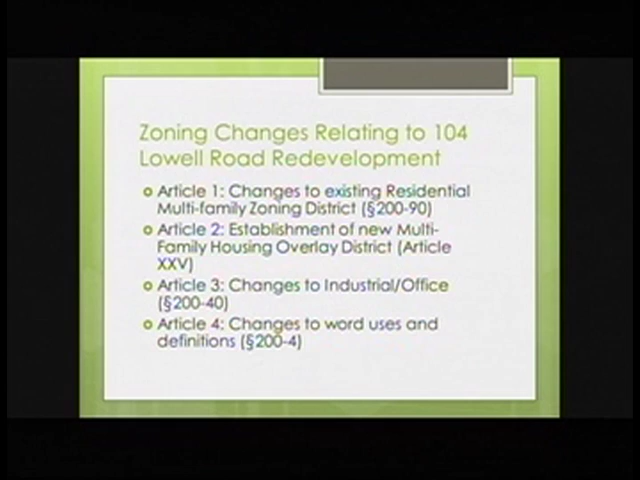 Zoning Changes Relating to 104
Lowell Road Redevelopment
Article 1: Changes to existing Residential
Multi-family Zoning District (§200-90)
Article 2: Establishment of new Multi-
Family Housing Overlay District (Article
XXV)
Article 3: Changes to Industrial/Office
(§200-40)
Article 4: Changes to word uses and
definitions (§200-4)